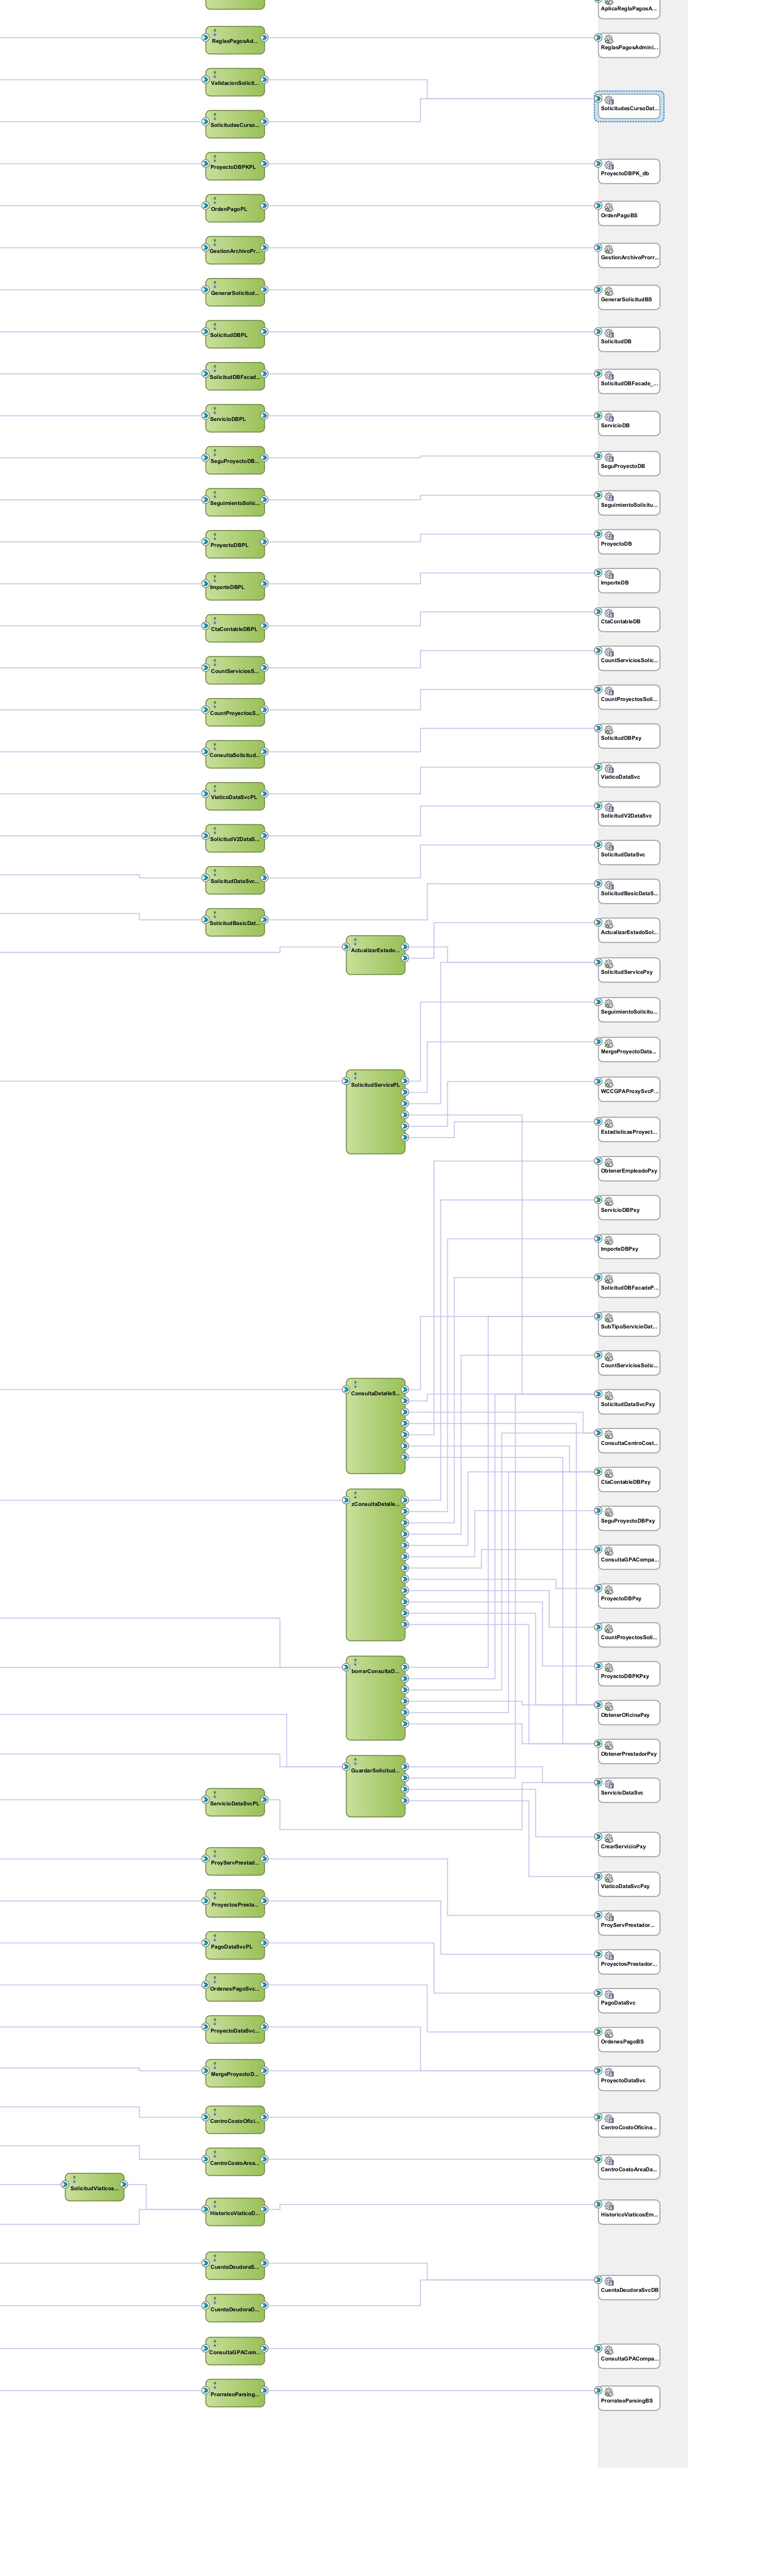 AplicaReglaPagosA...
ReglasPagosAd...
ReglasPagosAdmini...
ValidacionSolicit...
SolicitudesCursoDat...
SolicitudesCurso...
ProyectoDBPKPL
ProyectoDBPK_db
OrdenPagoPL
OrdenPagoBS
GestionArchivoPr...
GestionArchivoProrr...
GenerarSolicitud...
GenerarSolicitudBS
SolicitudDBPL
SolicitudDB
SolicitudDBFacad...
SolicitudDBFacade_...
ServicioDBPL
ServicioDB
SeguProyectoDB...
SeguProyectoDB
SeguimientoSolic...
SeguimientoSolicitu...
ProyectoDBPL
ProyectoDB
ImporteDBPL
ImporteDB
CtaContableDBPL
CtaContableDB
CountServiciosS...
CountServiciosSolic...
CountProyectosS...
CountProyectosSoli...
ConsultaSolicitud...
SolicitudDBPxy
ViaticoDataSvcPL
ViaticoDataSvc
SolicitudV2DataS...
SolicitudV2DataSvc
SolicitudDataSvc...
SolicitudDataSvc
SolicitudBasicDat...
SolicitudBasicDataS...
ActualizarEstado...
ActualizarEstadoSol...
SolicitudServicePxy
SeguimientoSolicitu...
MergeProyectoData...
SolicitudServicePL
WCCGPAProxySvcP...
EstadisticasProyect...
ObtenerEmpleadoPxy
ServicioDBPxy
ImporteDBPxy
SolicitudDBFacadeP...
SubTipoServicioDat...
CountServiciosSolic...
ConsultaDetalleS...
SolicitudDataSvcPxy
ConsultaCentroCost...
CtaContableDBPxy
zConsultaDetalle...
SeguProyectoDBPxy
ConsultaGPACompa...
ProyectoDBPxy
CountProyectosSoli...
borrarConsultaD...
ProyectoDBPKPxy
ObtenerOficinaPxy
ObtenerPrestadorPxy
GuardarSolicitud...
ServicioDataSvc
ServicioDataSvcPL
CrearServicioPxy
ProyServPrestad...
ViaticoDataSvcPxy
ProyectosPresta...
ProyServPrestador...
PagoDataSvcPL
ProyectosPrestador...
OrdenesPagoSvc...
PagoDataSvc
ProyectoDataSvc...
OrdenesPagoBS
MergeProyectoD...
ProyectoDataSvc
CentroCostoOfici...
CentroCostoOficina...
CentroCostoArea...
CentroCostoAreaDa...
SolicitudViaticos...
HistoricoViaticoD...
HistoricoViaticosEm...
CuentaDeudoraS...
CuentaDeudoraSvcDB
CuentaDeudoraD...
ConsultaGPACom...
ConsultaGPACompa...
ProrrateoParsing...
ProrrateoParsingBS